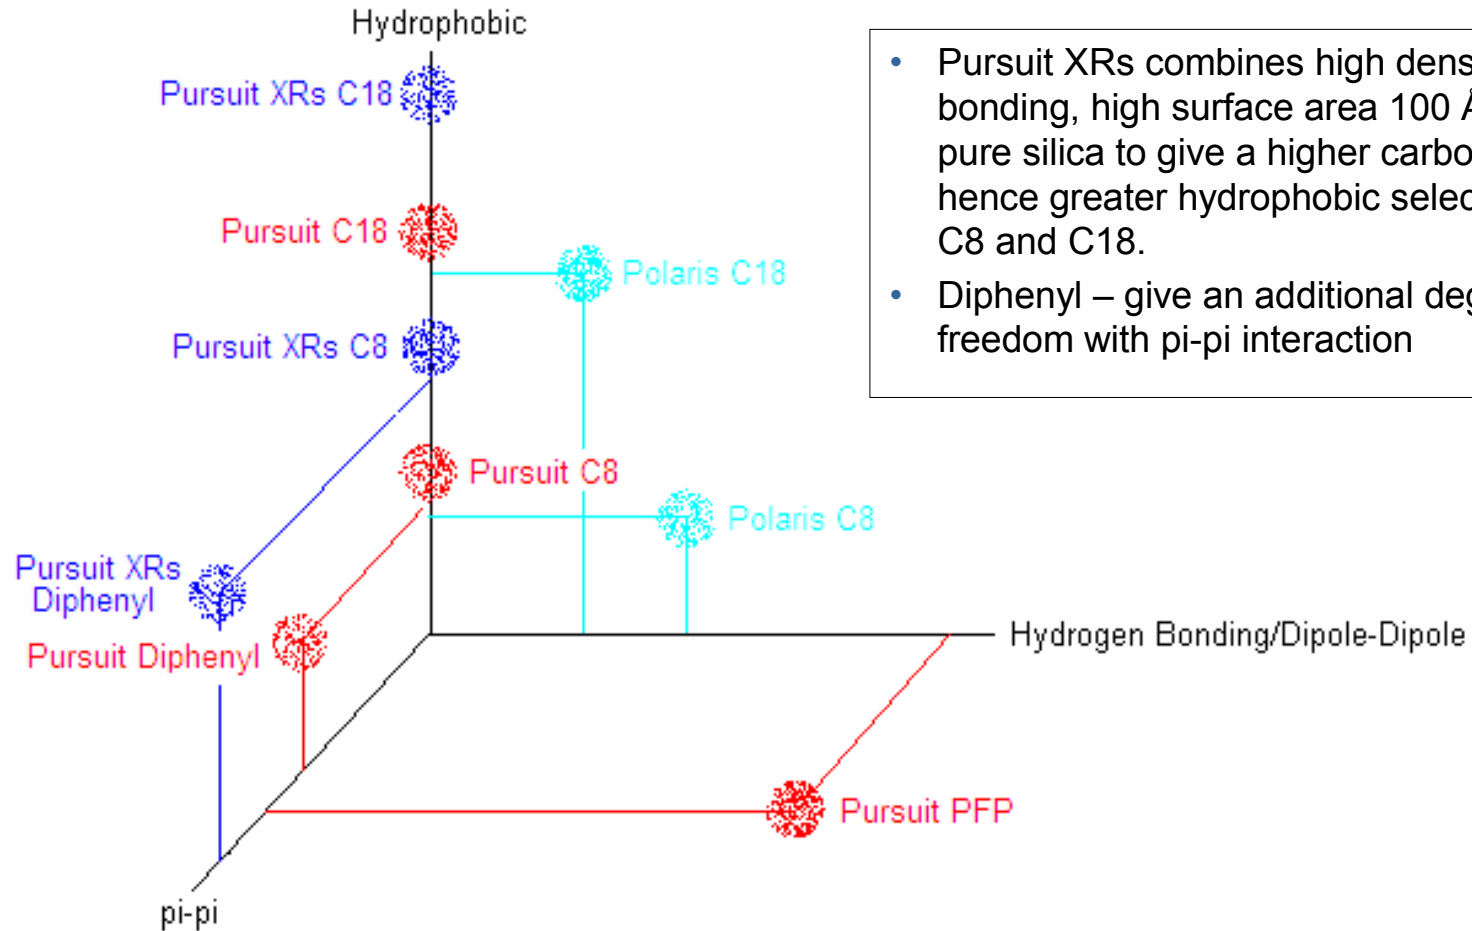 Hydrophobic
Pursuit XRs C18
Pursuit C18
Polaris C18
Pursuit XRs C8
Pursuit C8
Polaris C8
Pursuit XRs
Diphenyl
Pursuit Diphenyl
Hydrogen Bonding/Dipole-Dipole
Pursuit PFP
pi-pi
• Pursuit XRs combines high dens
bonding, high surface area 100 Å
pure silica to give a higher carbo
hence greater hydrophobic selec
C8 and C18.
• Diphenyl – give an additional deg
freedom with pi-pi interaction